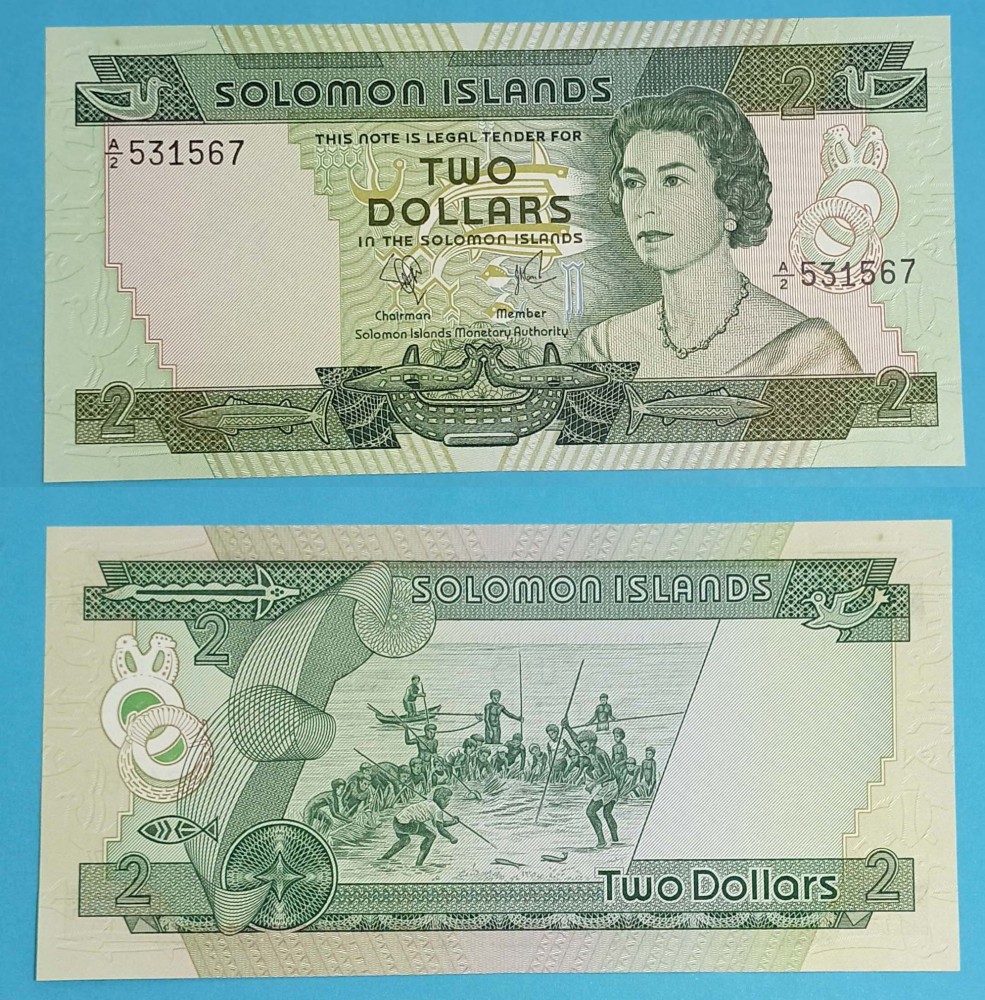 SOLOMON ISLANDS 2
A/2 531567
THIS NOTE IS LEGAL TENDER FOR
TWO
DOLLARS
IN THE SOLOMON ISLANDS
A/2 531567
Chairman Member
Solomon Islands Monetary Authority
2 2
SOLOMON ISLANDS
2
2 Two Dollars 2